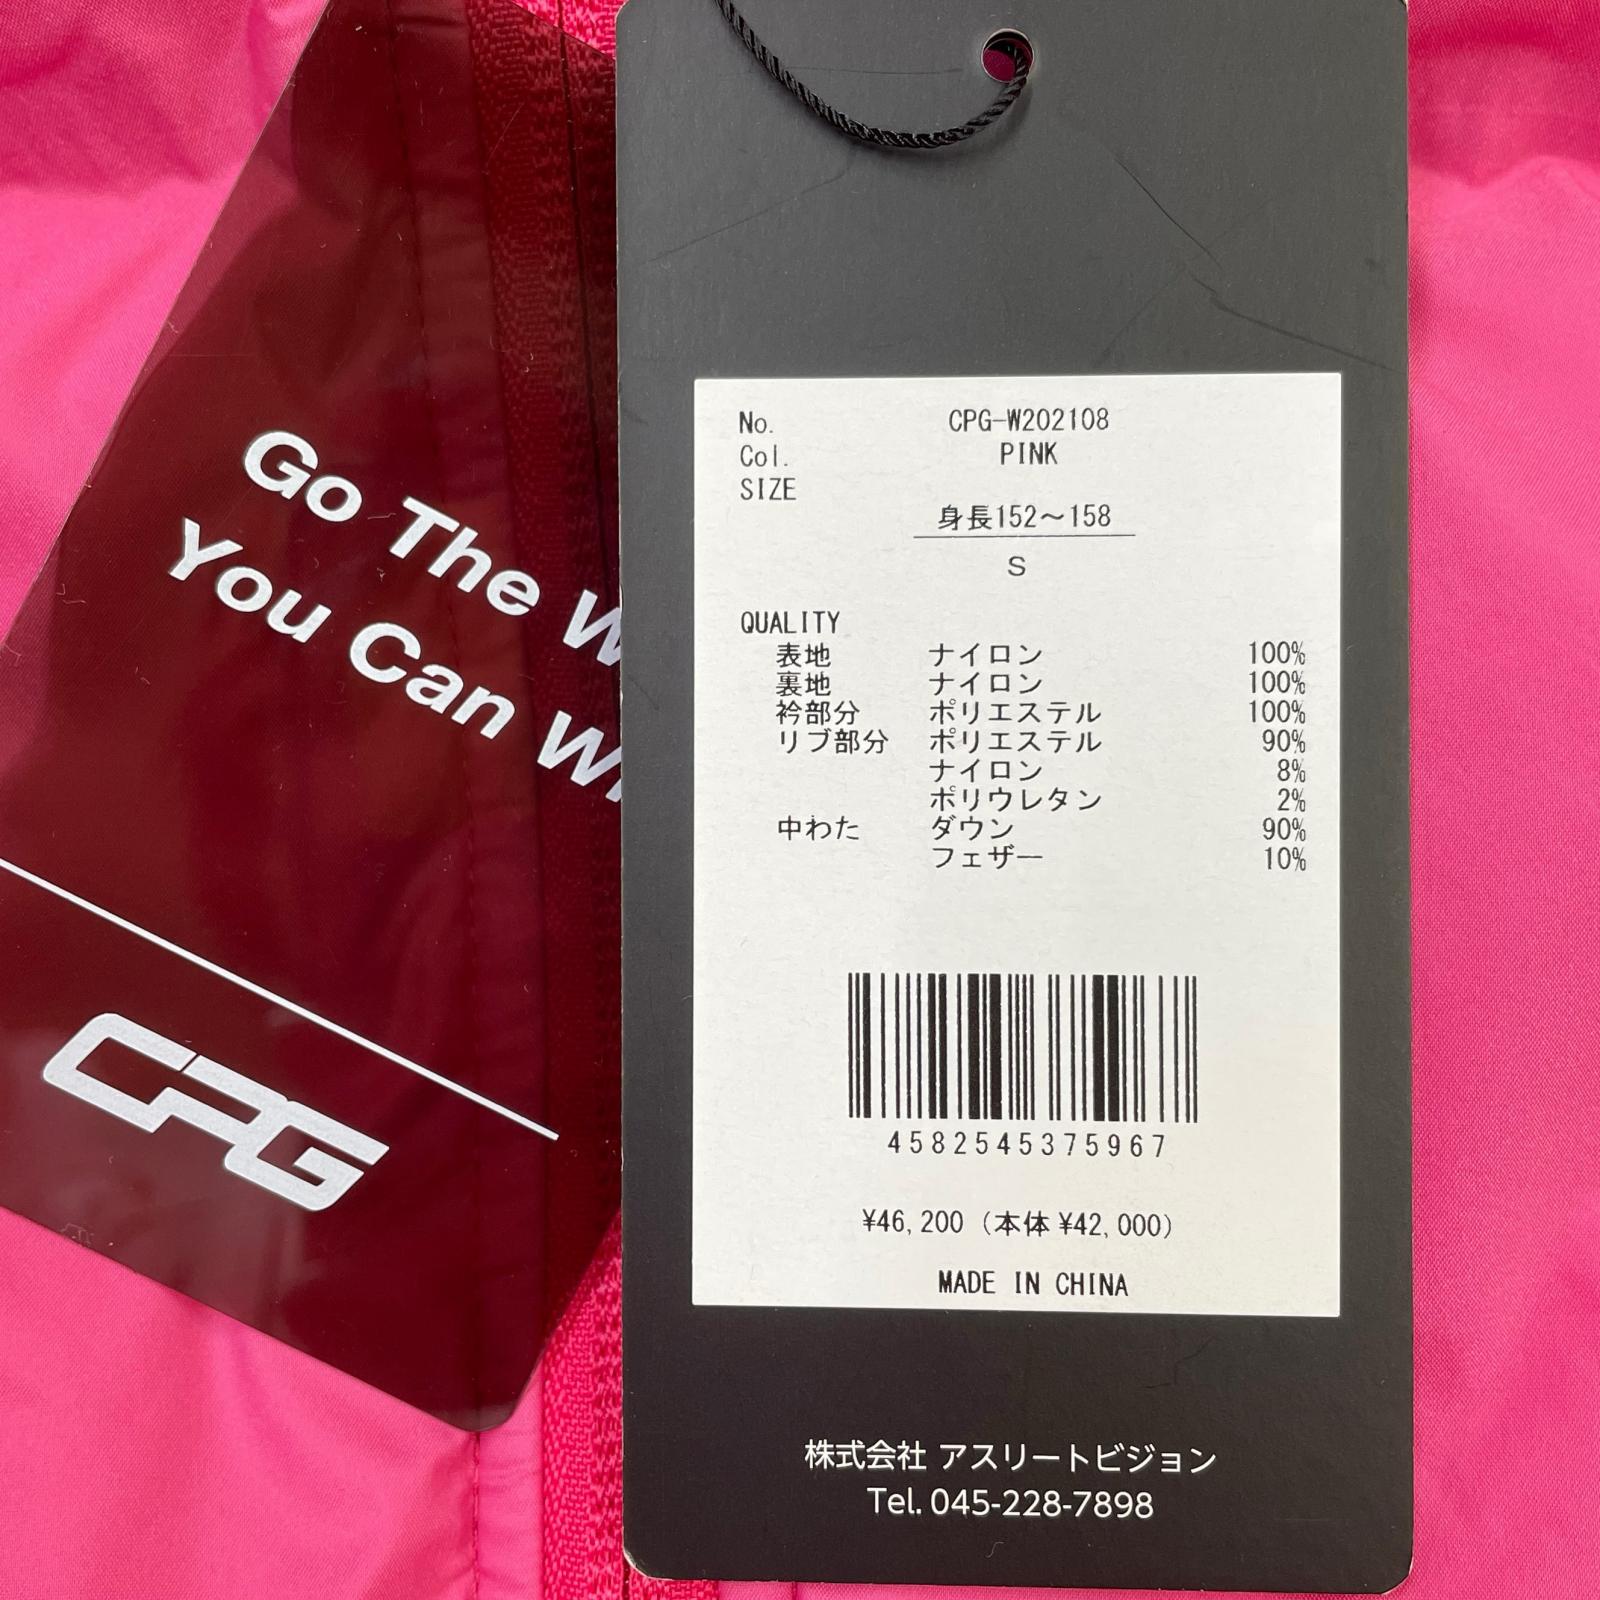 Go The
You Can
CPG
No. CPG-W202108
Col. PINK
SIZE
身長152～158
S
QUALITY
表地 ナイロン 100%
裏地 ナイロン 100%
衿部分 ポリエステル 100%
リブ部分 ポリエステル 90%
ナイロン 8%
ポリウレタン 2%
中わた ダウン 90%
フェザー 10%
4582545375967
¥46,200（本体¥42,000）
MADE IN CHINA
株式会社 アスリートビジョン
Tel. 045-228-7898